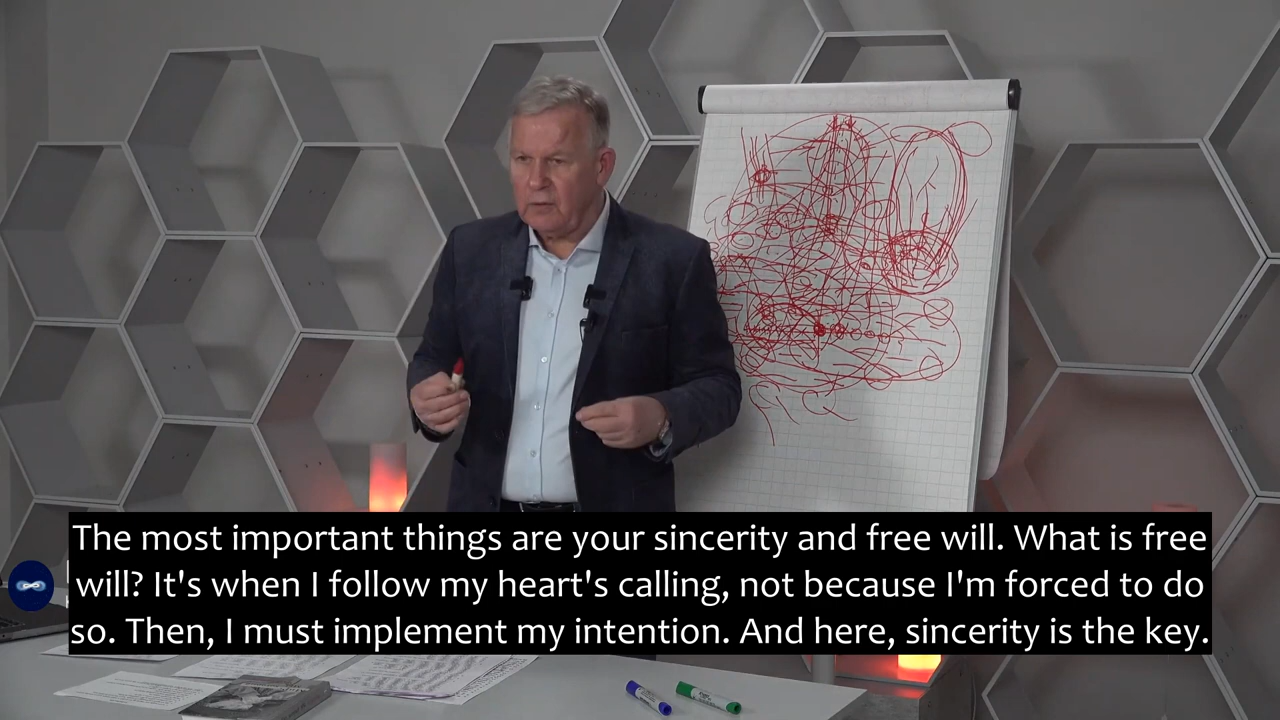 The most important things are your sincerity and free will. What is free
will? It's when I follow my heart's calling, not because I'm forced to do
so. Then, I must implement my intention. And here, sincerity is the key.